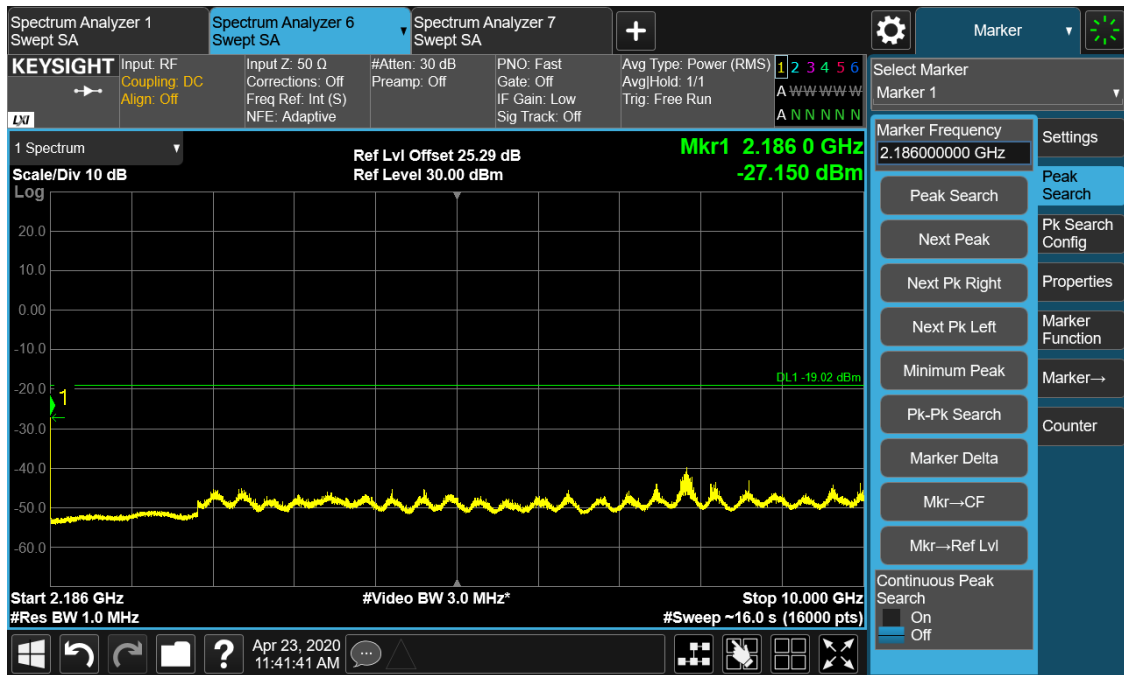 Spectrum Analyzer 1
Swept SA
Spectrum Analyzer 6
Swept SA
Spectrum Analyzer 7
Swept SA
Marker
KEYSIGHT
LXI
Input: RF
Coupling: DC
Align: Off
Input Z: 50 Ω
Corrections: Off
Freq Ref: Int (S)
NFE: Adaptive
#Atten: 30 dB
Preamp: Off
PNO: Fast
Gate: Off
IF Gain: Low
Sig Track: Off
Avg Type: Power (RMS)
Avg|Hold: 1/1
Trig: Free Run
1 2 3 4 5 6
A W W W W W
A N N N N N
Select Marker
Marker 1
1 Spectrum
Scale/Div 10 dB
Log
Ref Lvl Offset 25.29 dB
Ref Level 30.00 dBm
Mkr1 2.186 0 GHz
-27.150 dBm
20.0
10.0
0.00
-10.0
-20.0
-30.0
-40.0
-50.0
-60.0
1
DL1 -19.02 dBm
Start 2.186 GHz
#Res BW 1.0 MHz
#Video BW 3.0 MHz*
Stop 10.000 GHz
#Sweep ~16.0 s (16000 pts)
Marker Frequency
2.186000000 GHz
Peak Search
Next Peak
Next Pk Right
Next Pk Left
Minimum Peak
Pk-Pk Search
Marker Delta
Mkr→CF
Mkr→Ref Lvl
Continuous Peak
Search
On
Off
Settings
Peak
Search
Pk Search
Config
Properties
Marker
Function
Marker→
Counter
?
Apr 23, 2020
11:41:41 AM